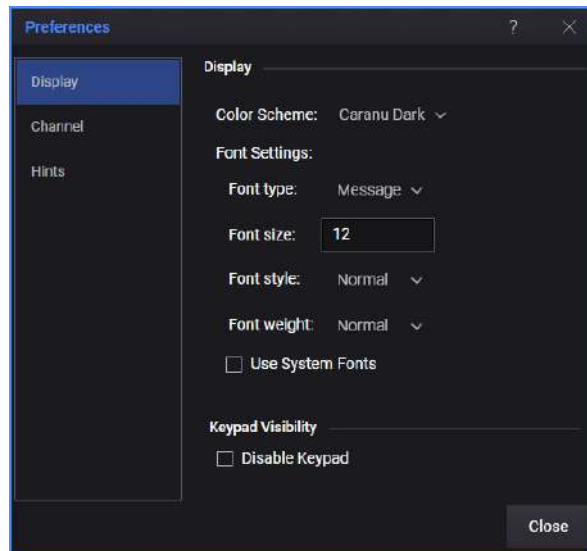 Preferences ?
Display
Channel
Hints
Display
Color Scheme: Caranu Dark
Font Settings:
Font type: Message
Font size: 12
Font style: Normal
Font weight: Normal
Use System Fonts
Keypad Visibility
Disable Keypad
Close